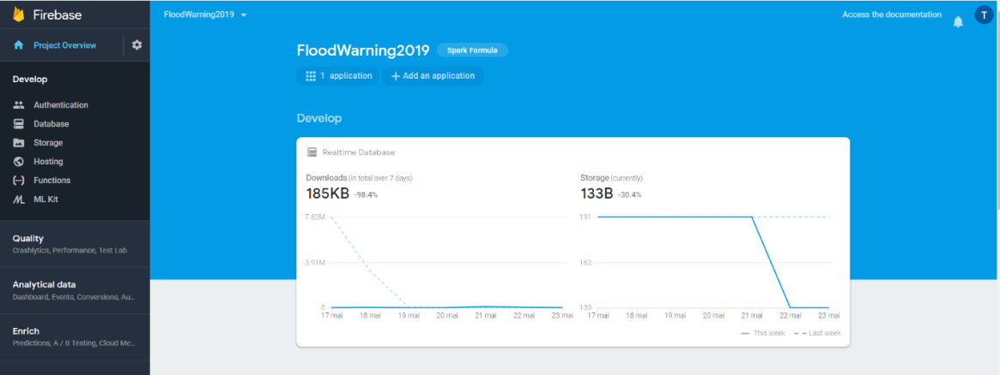 Firebase
FloodWarning2019
Access the documentation
T
Project Overview
FloodWarning2019 Spark Formula
1 application + Add an application
Develop
Authentication
Database
Storage
Hosting
Functions
ML Kit
Quality
Crashlytics, Performance, Test Lab
Analytical data
Dashboard, Events, Conversions, Au...
Enrich
Predictions, A / B Testing, Cloud Me...
Develop
Realtime Database
Downloads (in total over 7 days)
185KB -98.4%
7.82M
3.91M
0
17 mai 18 mai 19 mai 20 mai 21 mai 22 mai 23 mai
Storage (currently)
133B -30.4%
191
162
133
17 mai 18 mai 19 mai 20 mai 21 mai 22 mai 23 mai
This week Last week